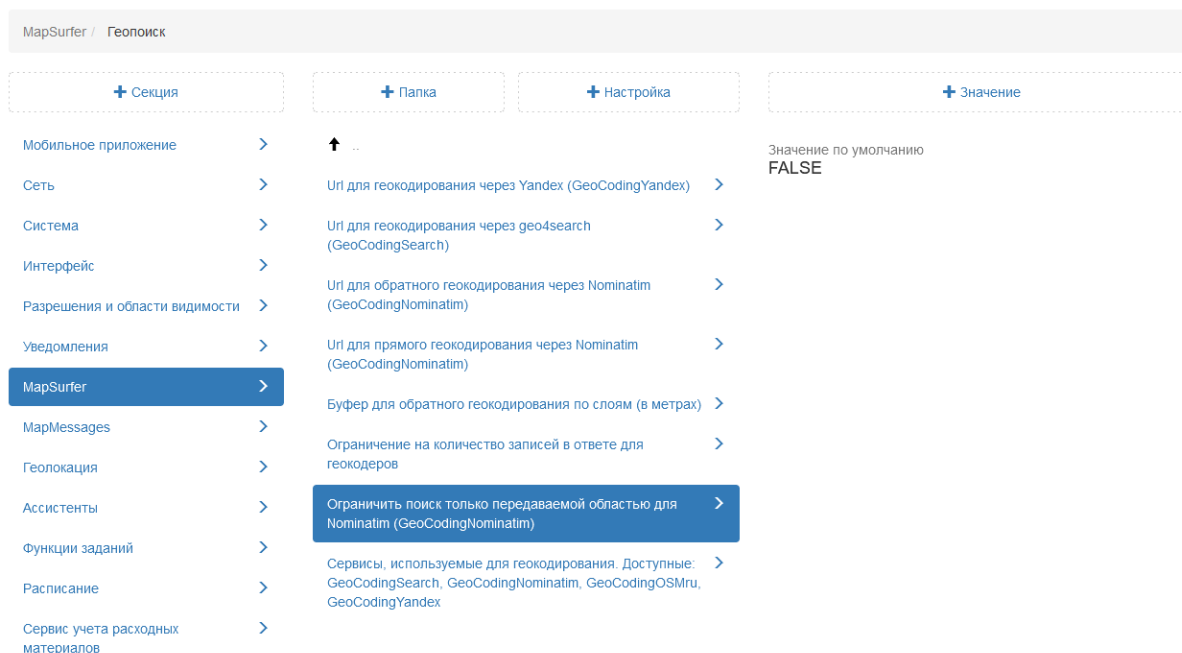 MapSurfer / Геопоиск
+ Секция
+ Папка
+ Настройка
+ Значение
Мобильное приложение
Сеть
Система
Интерфейс
Разрешения и области видимости
Уведомления
MapSurfer
MapMessages
Геолокация
Ассистенты
Функции заданий
Расписание
Сервис учета расходных
материалов
..
Url для геокодирования через Yandex (GeoCodingYandex)
Url для геокодирования через geo4search
(GeoCodingSearch)
Url для обратного геокодирования через Nominatim
(GeoCodingNominatim)
Url для прямого геокодирования через Nominatim
(GeoCodingNominatim)
Буфер для обратного геокодирования по слоям (в метрах)
Ограничение на количество записей в ответе для
геокодеров
Ограничить поиск только передаваемой областью для
Nominatim (GeoCodingNominatim)
Сервисы, используемые для геокодирования. Доступные:
GeoCodingSearch, GeoCodingNominatim, GeoCodingOSMru,
GeoCodingYandex
Значение по умолчанию
FALSE